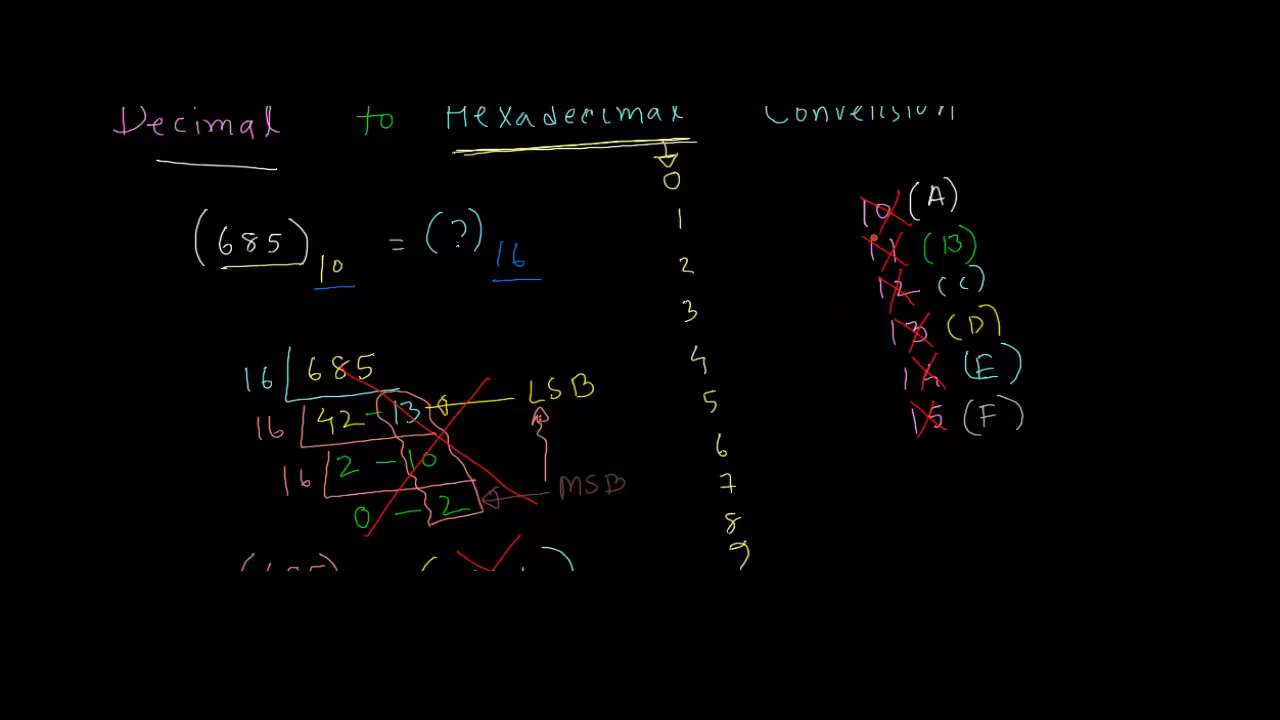 Decimal to Hexadecimal Conversion
(685)10 = (?)16
16 685
16 42 - 13 LSB
16 2 - 10
0 - 2 MSB
0
1
2
3
4
5
6
7
8
9
10 (A)
11 (B)
12 (C)
13 (D)
14 (E)
15 (F)